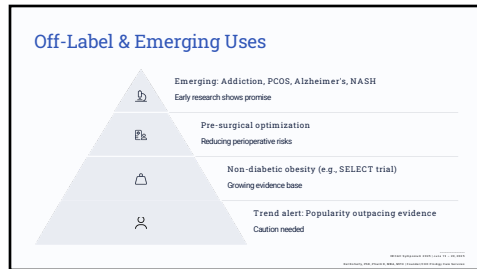 Off-Label & Emerging Uses
Emerging: Addiction, PCOS, Alzheimer's, NASH
Early research shows promise
Pre-surgical optimization
Reducing perioperative risks
Non-diabetic obesity (e.g., SELECT trial)
Growing evidence base
Trend alert: Popularity outpacing evidence
Caution needed